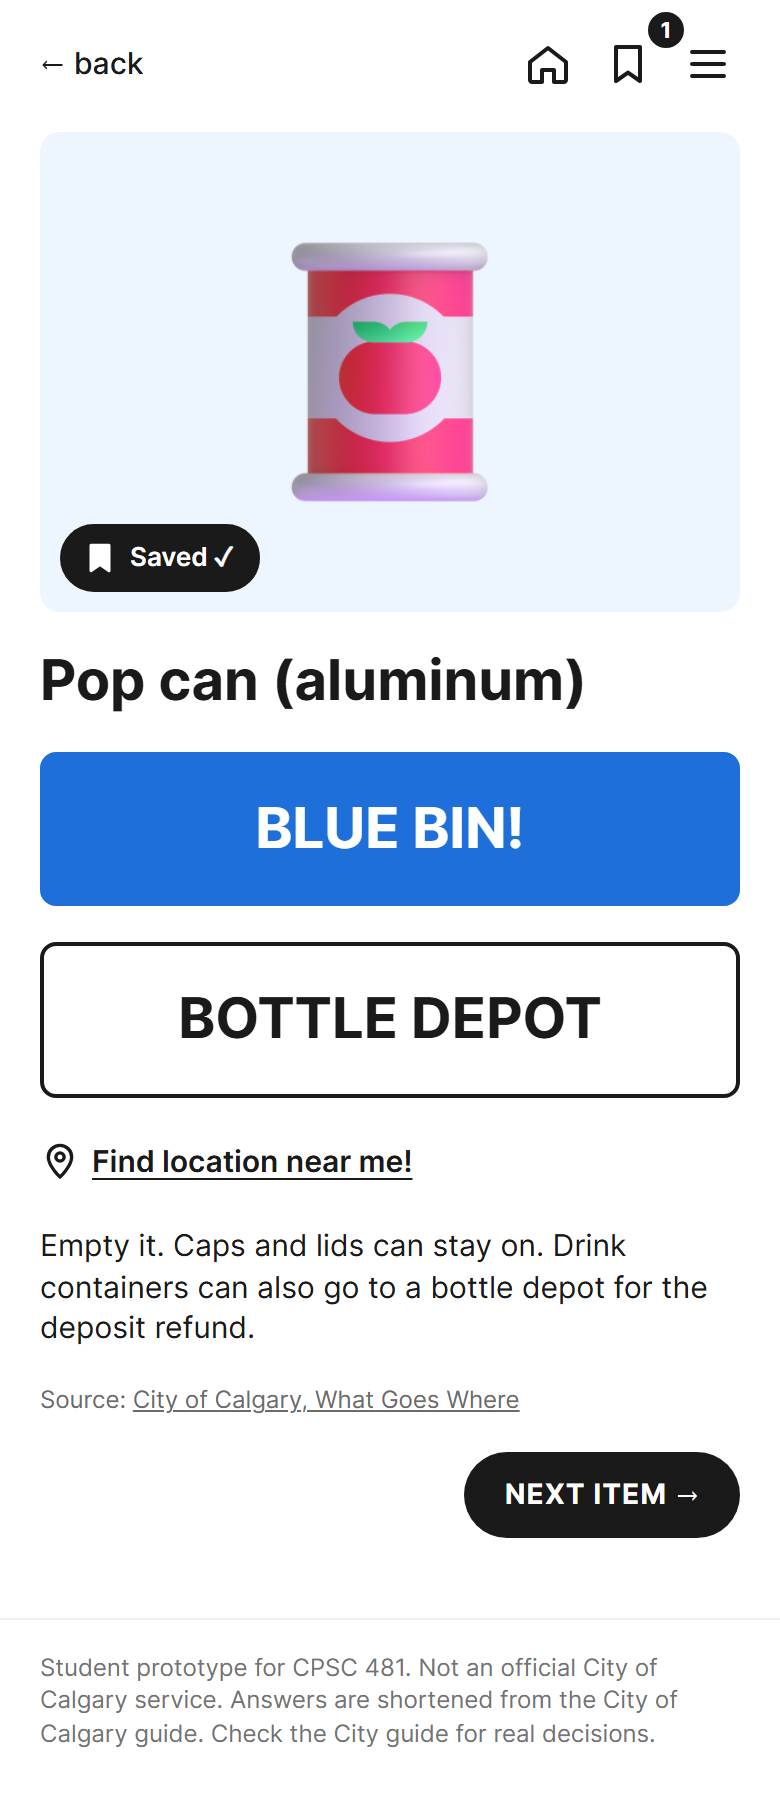 ← back
1
Saved ✓
Pop can (aluminum)
BLUE BIN!
BOTTLE DEPOT
Find location near me!
Empty it. Caps and lids can stay on. Drink
containers can also go to a bottle depot for the
deposit refund.
Source: City of Calgary, What Goes Where
NEXT ITEM →
Student prototype for CPSC 481. Not an official City of
Calgary service. Answers are shortened from the City of
Calgary guide. Check the City guide for real decisions.